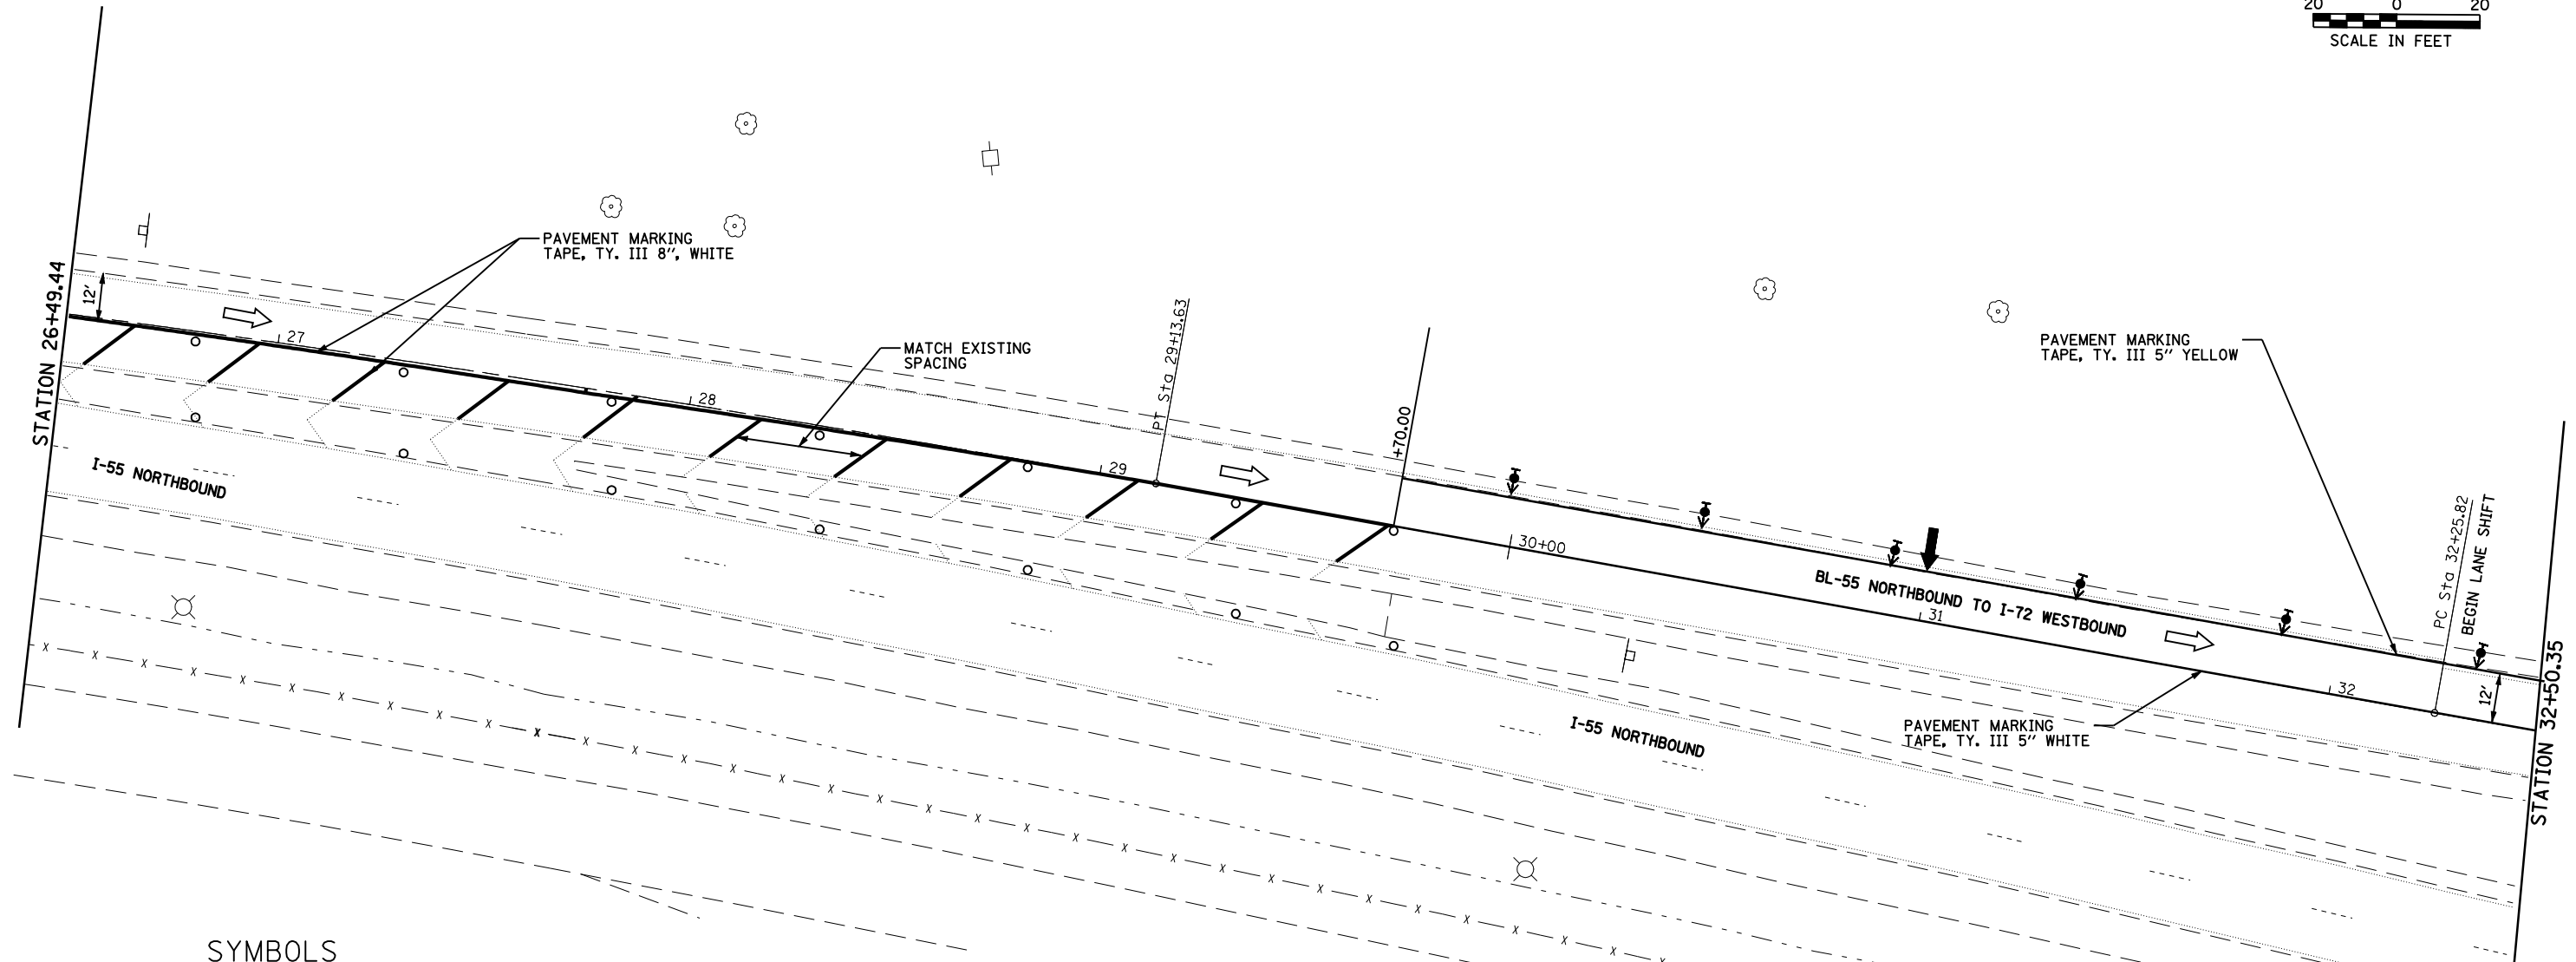 20 0 20
SCALE IN FEET
PAVEMENT MARKING
TAPE, TY. III 8", WHITE
12'
STATION 26+49.44
27
MATCH EXISTING
SPACING
28
PT Sta 29+13.63
29
+70.00
30+00
I-55 NORTHBOUND
PAVEMENT MARKING
TAPE, TY. III 5" YELLOW
BL-55 NORTHBOUND TO I-72 WESTBOUND
31
PC Sta 32+25.82
BEGIN LANE SHIFT
32
12'
STATION 32+50.35
PAVEMENT MARKING
TAPE, TY. III 5" WHITE
I-55 NORTHBOUND
X X X X X X X X X X X X X X X X X X X X X X X X X X X X X X X X X X
SYMBOLS